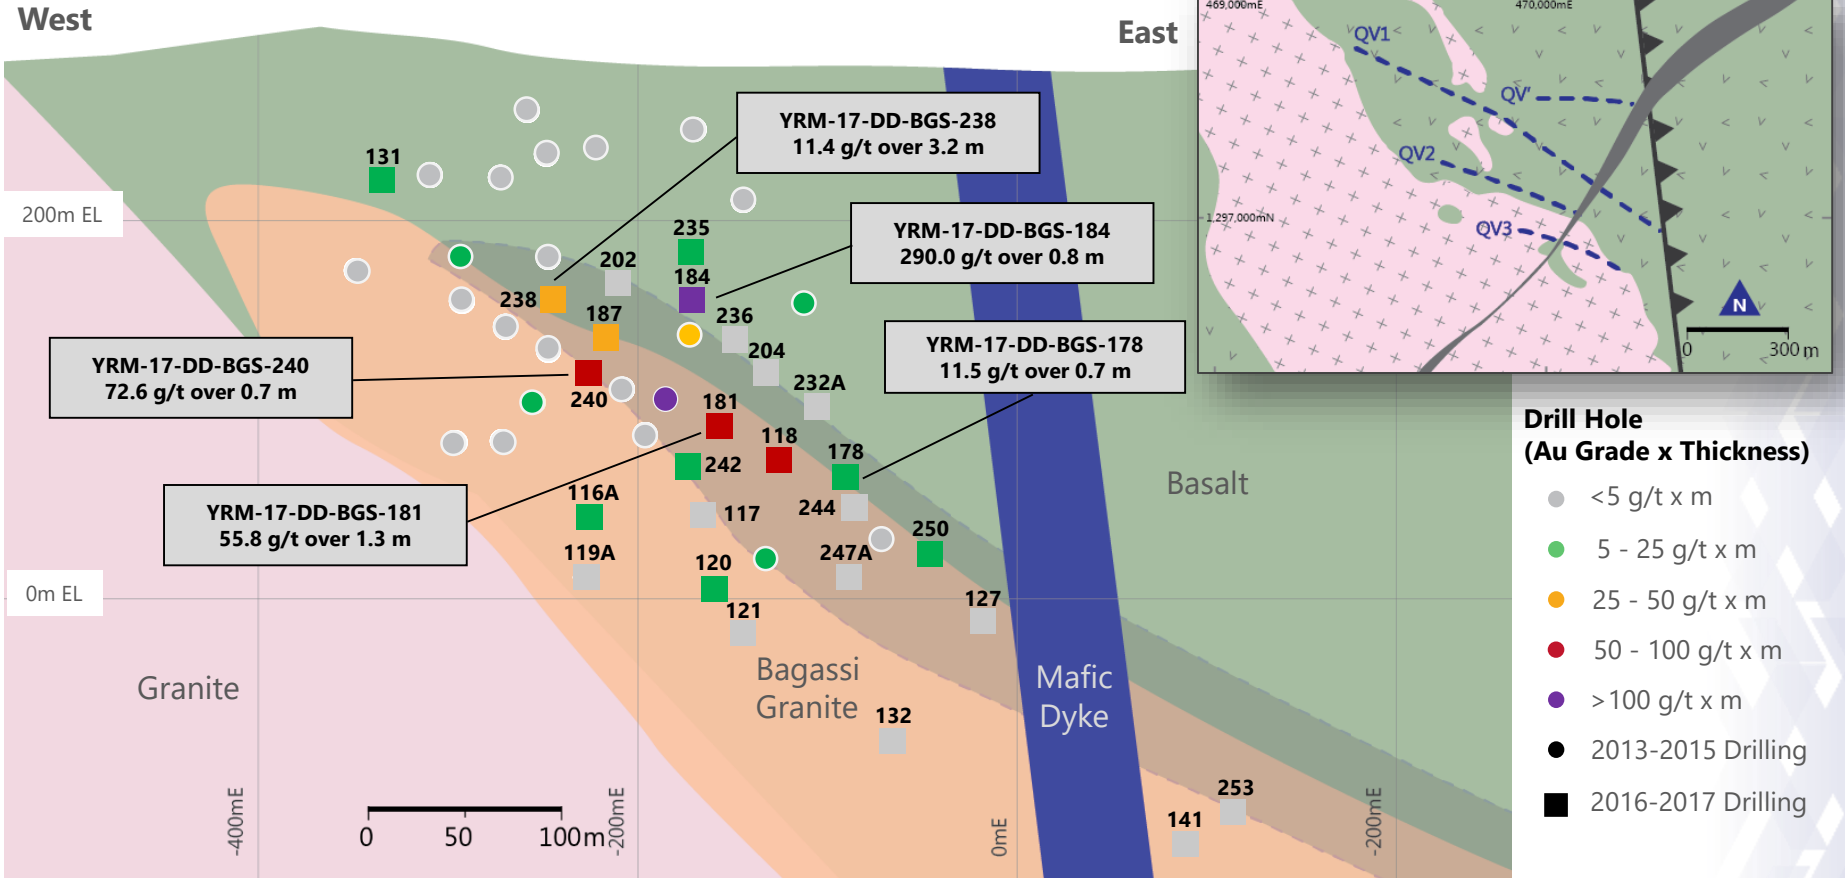 West
East
469,000mE
470,000mE
QV1
QV'
QV2
1,297,000mN
QV3
N
0
300 m
YRM-17-DD-BGS-238
11.4 g/t over 3.2 m
131
200m EL
235
YRM-17-DD-BGS-184
290.0 g/t over 0.8 m
202
184
238
187
236
204
YRM-17-DD-BGS-178
11.5 g/t over 0.7 m
YRM-17-DD-BGS-240
72.6 g/t over 0.7 m
240
232A
181
118
178
242
116A
244
117
YRM-17-DD-BGS-181
55.8 g/t over 1.3 m
250
119A
247A
120
0m EL
121
127
Basalt
Granite
Bagassi
Granite
Mafic
Dyke
132
253
141
-400mE
-200mE
0mE
-200mE
0
50
100m
Drill Hole
(Au Grade x Thickness)
<5 g/t x m
5 - 25 g/t x m
25 - 50 g/t x m
50 - 100 g/t x m
>100 g/t x m
2013-2015 Drilling
2016-2017 Drilling